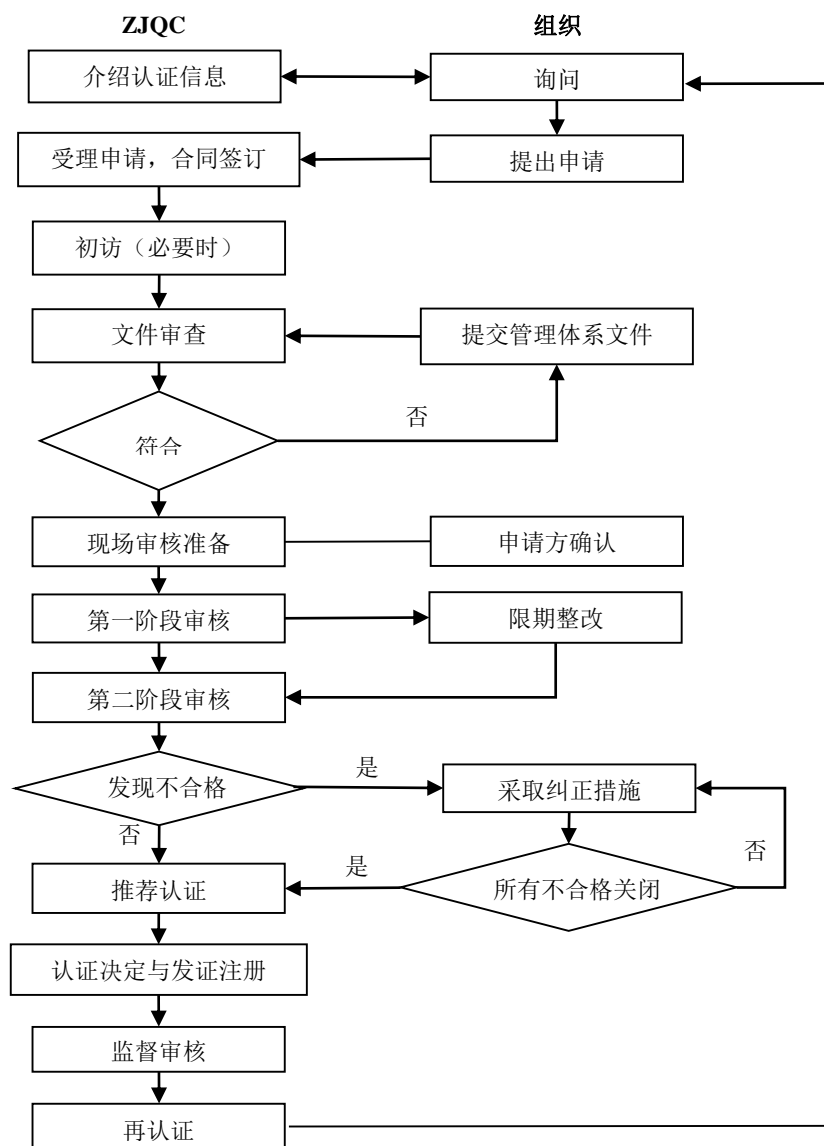 ZJQC
组织
介绍认证信息
询问
受理申请，合同签订
提出申请
初访（必要时）
文件审查
提交管理体系文件
否
符合
现场审核准备
申请方确认
第一阶段审核
限期整改
第二阶段审核
发现不合格
是
采取纠正措施
否
是
否
推荐认证
所有不合格关闭
认证决定与发证注册
监督审核
再认证